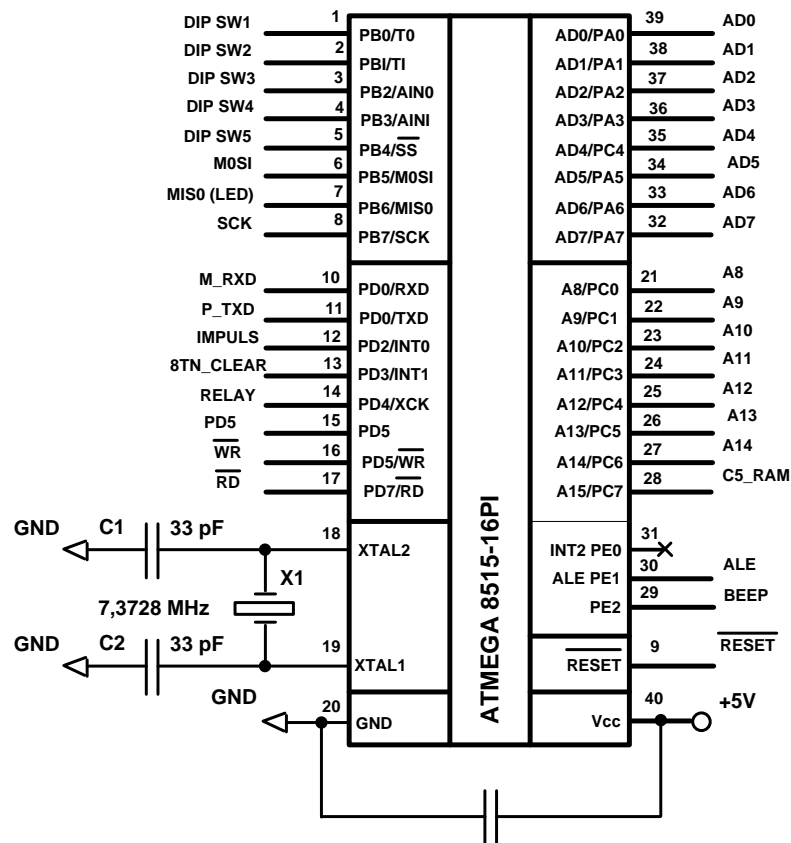 DIP SW1 1 PB0/T0 AD0/PA0 39 AD0
DIP SW2 2 PBI/TI AD1/PA1 38 AD1
DIP SW3 3 PB2/AIN0 AD2/PA2 37 AD2
DIP SW4 4 PB3/AINI AD3/PA3 36 AD3
DIP SW5 5 PB4/SS AD4/PC4 35 AD4
M0SI 6 PB5/M0SI AD5/PA5 34 AD5
MIS0 (LED) 7 PB6/MIS0 AD6/PA6 33 AD6
SCK 8 PB7/SCK AD7/PA7 32 AD7
M_RXD 10 PD0/RXD A8/PC0 21 A8
P_TXD 11 PD0/TXD A9/PC1 22 A9
IMPULS 12 PD2/INT0 A10/PC2 23 A10
8TN_CLEAR 13 PD3/INT1 A11/PC3 24 A11
RELAY 14 PD4/XCK A12/PC4 25 A12
PD5 15 PD5 A13/PC5 26 A13
WR 16 PD5/WR A14/PC6 27 A14
RD 17 PD7/RD A15/PC7 28 C5_RAM
GND C1 33 pF 18 XTAL2 INT2 PE0 31
ALE PE1 30 ALE
X1
7,3728 MHz
PE2 29 BEEP
GND C2 33 pF 19 XTAL1 RESET 9 RESET
GND 20 GND Vcc 40 +5V
ATMEGA 8515-16PI